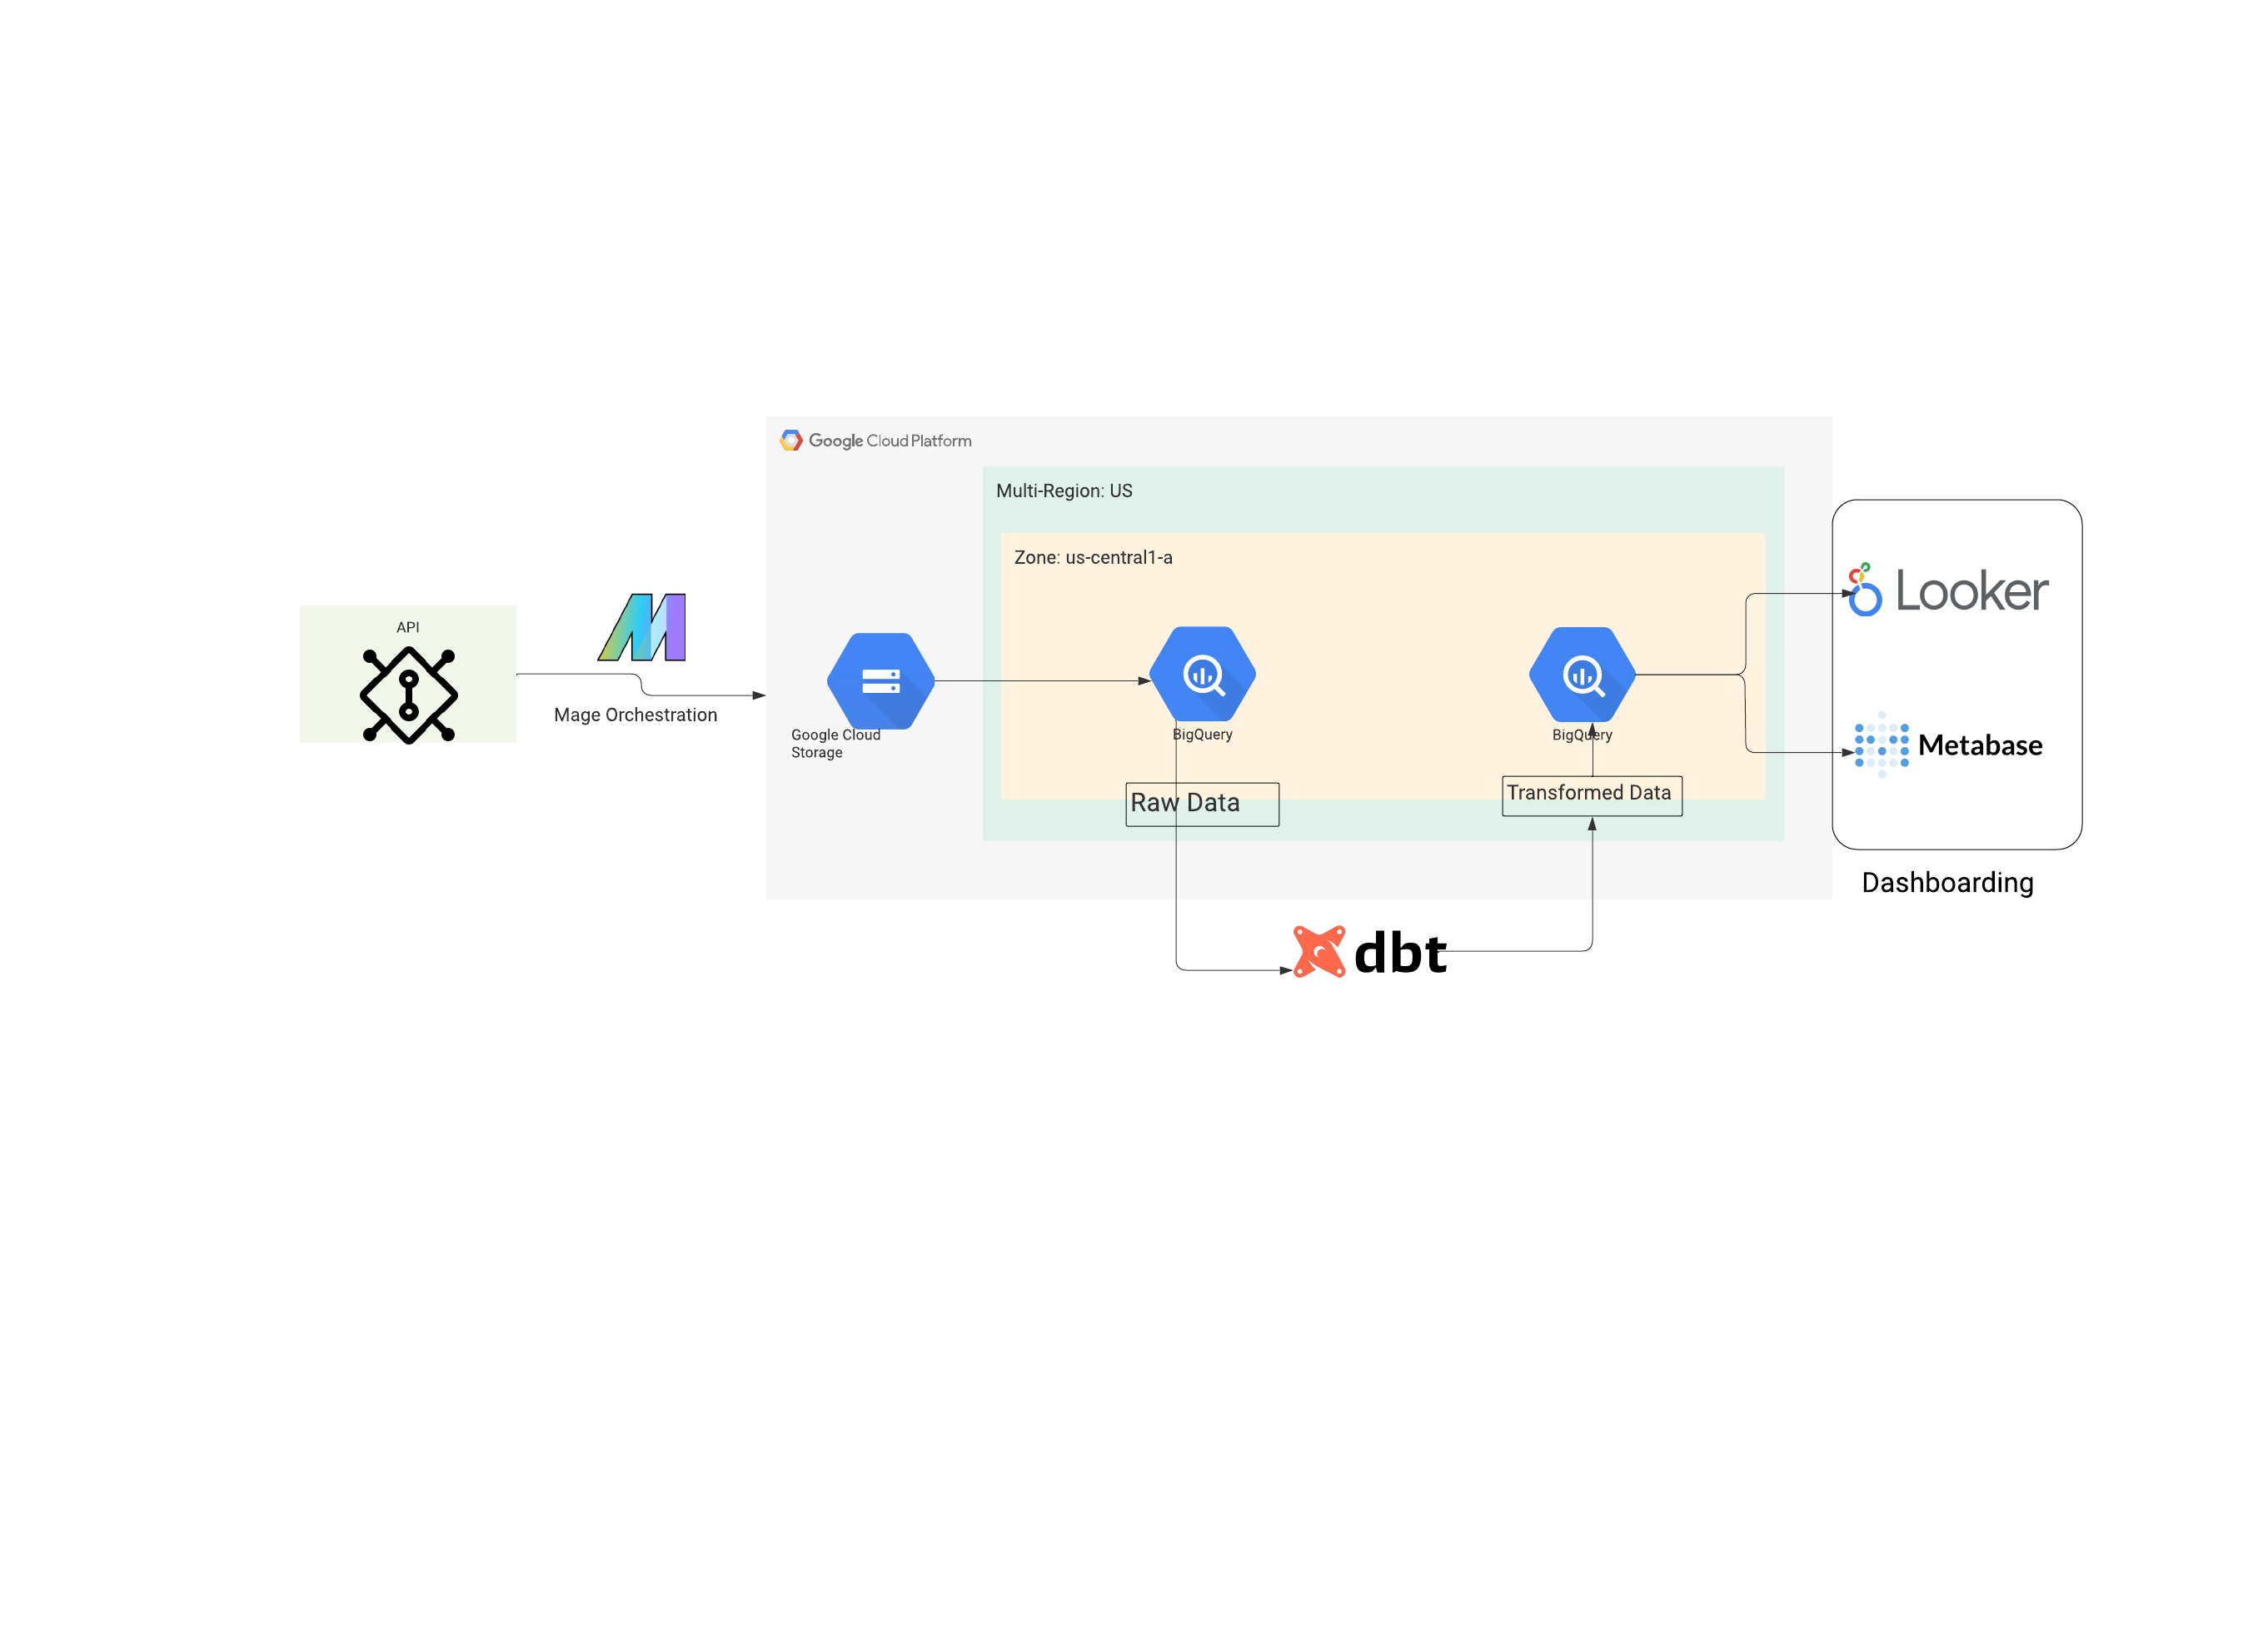 Google Cloud Platform
Multi-Region: US
Zone: us-central1-a
API
Mage Orchestration
Google Cloud
Storage
BigQuery
BigQuery
Raw Data
Transformed Data
Looker
Metabase
Dashboarding
dbt